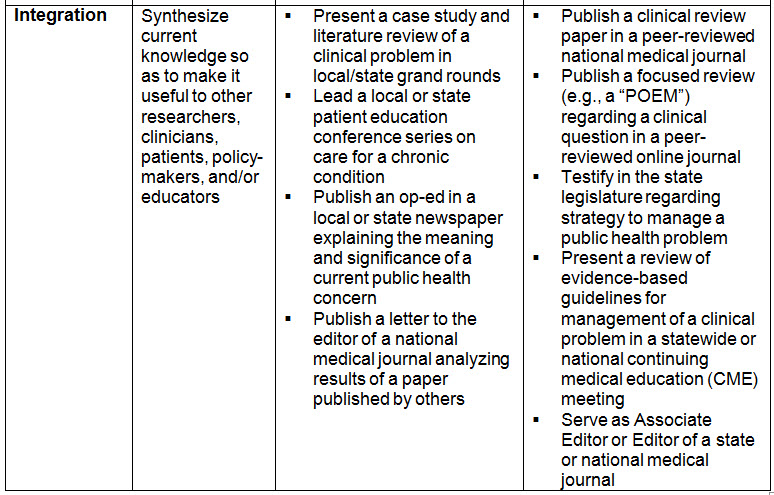 Integration
Synthesize
current
knowledge so
as to make it
useful to other
researchers,
clinicians,
patients, policy-
makers, and/or
educators
▪ Present a case study and
literature review of a
clinical problem in
local/state grand rounds
▪ Lead a local or state
patient education
conference series on
care for a chronic
condition
▪ Publish an op-ed in a
local or state newspaper
explaining the meaning
and significance of a
current public health
concern
▪ Publish a letter to the
editor of a national
medical journal analyzing
results of a paper
published by others
▪ Publish a clinical review
paper in a peer-reviewed
national medical journal
▪ Publish a focused review
(e.g., a “POEM”)
regarding a clinical
question in a peer-
reviewed online journal
▪ Testify in the state
legislature regarding
strategy to manage a
public health problem
▪ Present a review of
evidence-based
guidelines for
management of a clinical
problem in a statewide or
national continuing
medical education (CME)
meeting
▪ Serve as Associate
Editor or Editor of a state
or national medical
journal